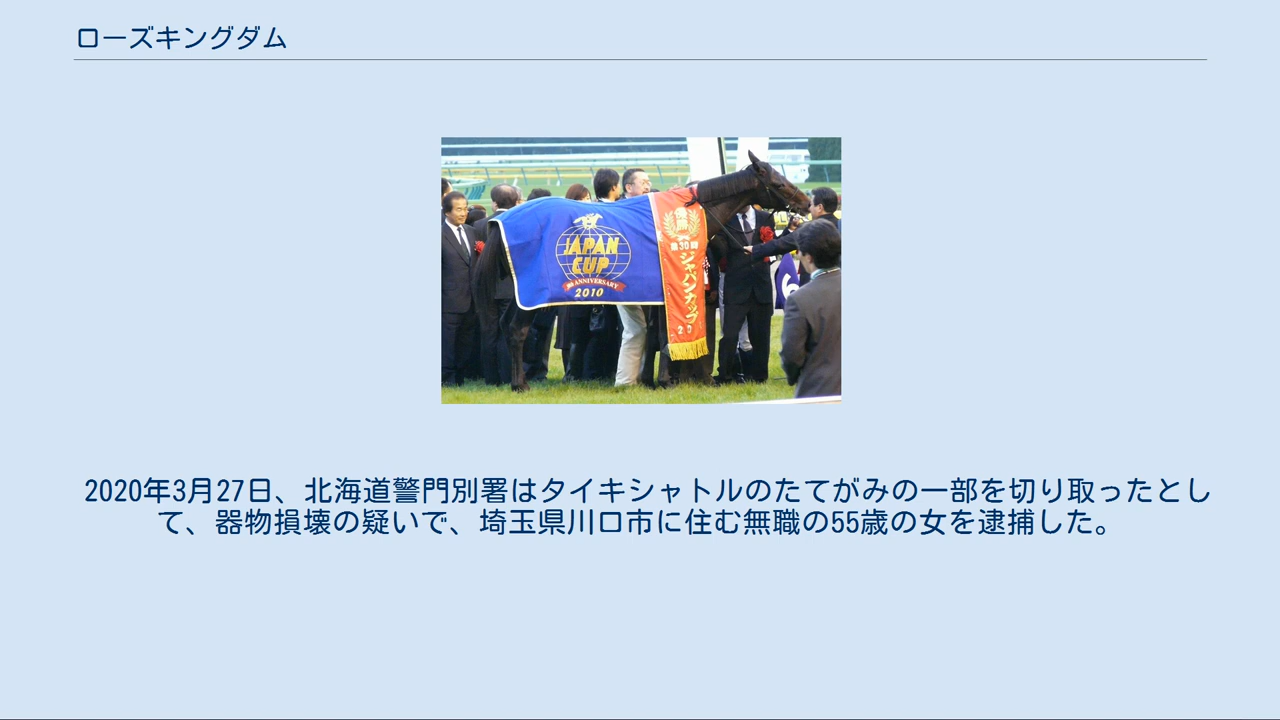 ローズキングダム
JAPAN
CUP
30th ANNIVERSARY
2010
優勝
第30回
ジャパンカップ
2020年3月27日、北海道警門別署はタイキシャトルのたてがみの一部を切り取ったとし
て、器物損壊の疑いで、埼玉県川口市に住む無職の55歳の女を逮捕した。